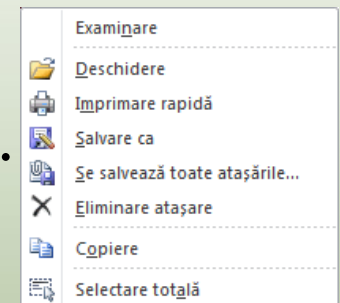 Examinare
Deschidere
Imprimare rapidă
Salvare ca
Se salvează toate atașările...
Eliminare atașare
Copiere
Selectare totală